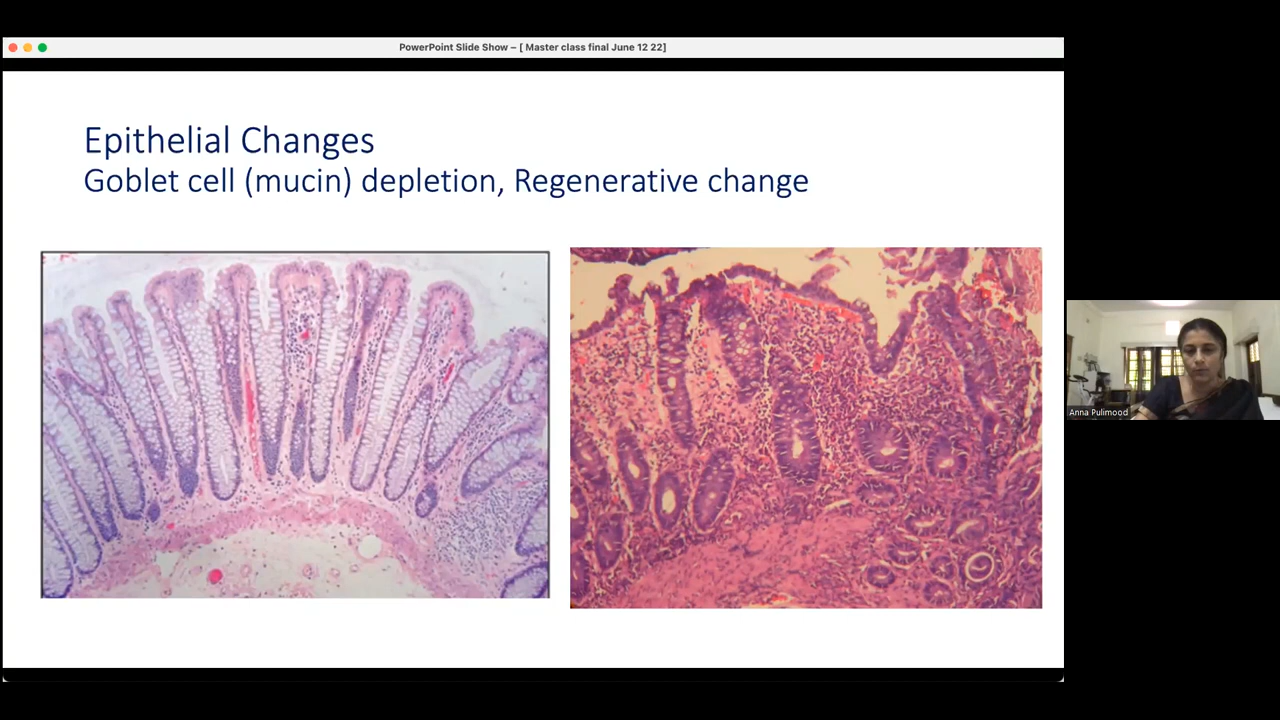 PowerPoint Slide Show – [ Master class final June 12 22]
Epithelial Changes
Goblet cell (mucin) depletion, Regenerative change
Anna Pulimood